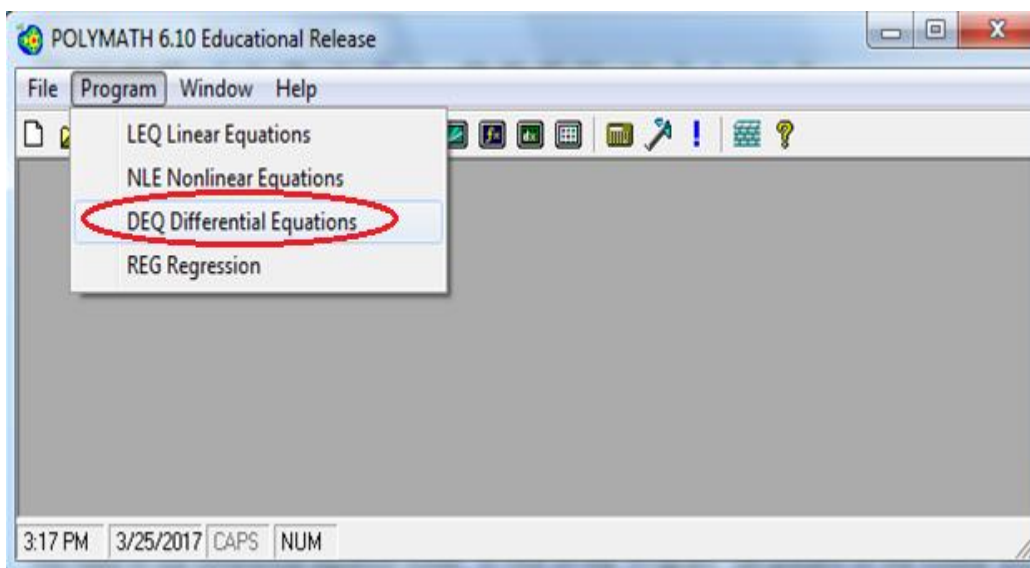 POLYMATH 6.10 Educational Release
File Program Window Help
LEQ Linear Equations
NLE Nonlinear Equations
DEQ Differential Equations
REG Regression
3:17 PM 3/25/2017 CAPS NUM